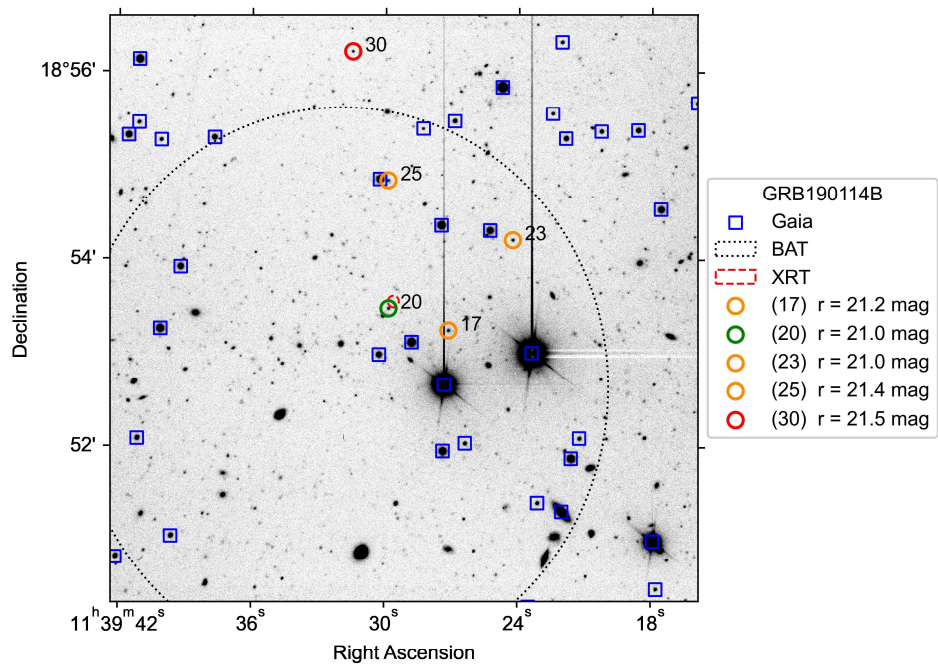 30
18°56'
25
23
20
17
54'
52'
Declination
11ʰ39ᵐ42ˢ
36ˢ
30ˢ
24ˢ
18ˢ
Right Ascension
GRB190114B
Gaia
BAT
XRT
(17) r = 21.2 mag
(20) r = 21.0 mag
(23) r = 21.0 mag
(25) r = 21.4 mag
(30) r = 21.5 mag